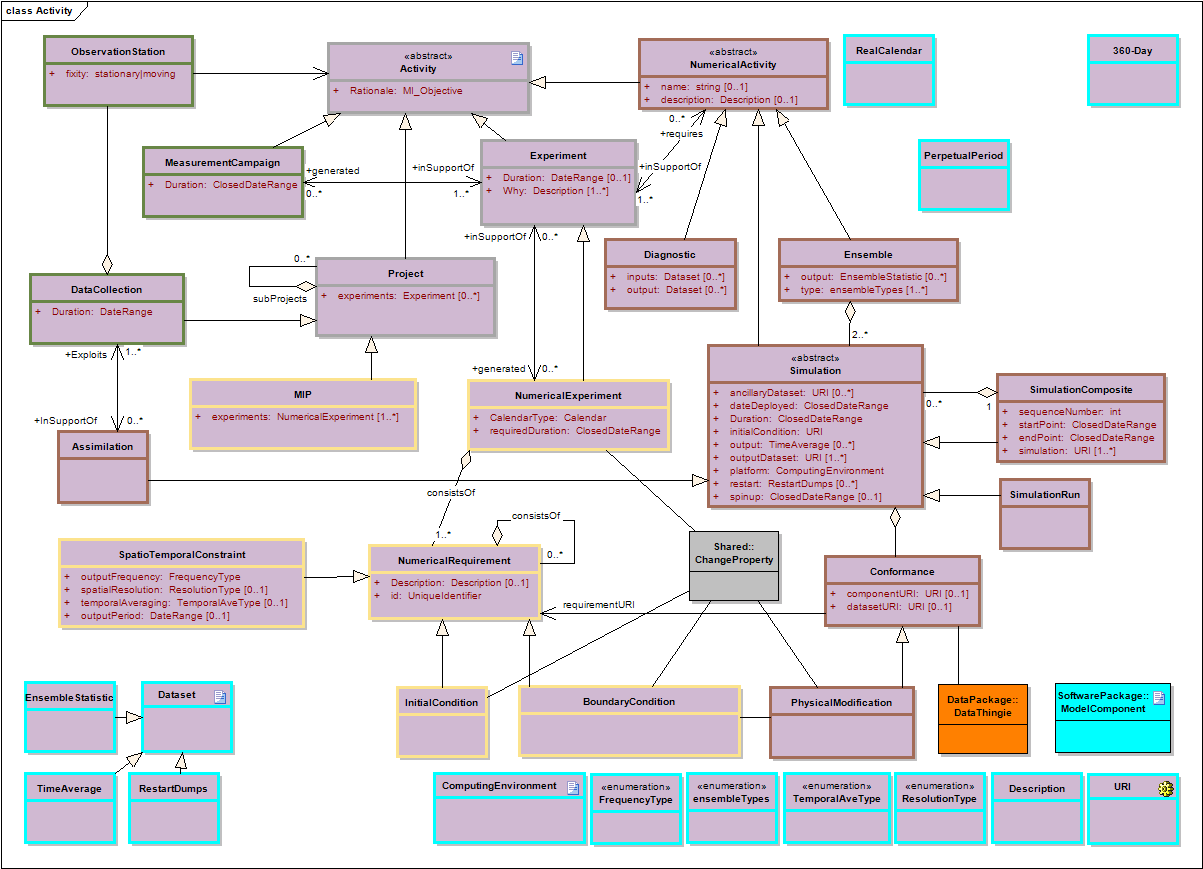 class Activity
ObservationStation
+ fixity: stationary|moving
«abstract»
Activity
+ Rationale: MI_Objective
«abstract»
NumericalActivity
+ name: string [0..1]
+ description: Description [0..1]
RealCalendar
360-Day
PerpetualPeriod
MeasurementCampaign
+ Duration: ClosedDateRange
+generated
0..*
+inSupportOf
1..*
Experiment
+ Duration: DateRange [0..1]
+ Why: Description [1..*]
0..*
+requires
+inSupportOf
1..*
+inSupportOf
0..*
Diagnostic
+ inputs: Dataset [0..*]
+ output: Dataset [0..*]
Ensemble
+ output: EnsembleStatistic [0..*]
+ type: ensembleTypes [1..*]
2..*
DataCollection
+ Duration: DateRange
0..*
subProjects
Project
+ experiments: Experiment [0..*]
+Exploits
1..*
+InSupportOf
0..*
Assimilation
MIP
+ experiments: NumericalExperiment [1..*]
+generated
0..*
NumericalExperiment
+ CalendarType: Calendar
+ requiredDuration: ClosedDateRange
«abstract»
Simulation
+ ancillaryDataset: URI [0..*]
+ dateDeployed: ClosedDateRange
+ Duration: ClosedDateRange
+ initialCondition: URI
+ output: TimeAverage [0..*]
+ outputDataset: URI [1..*]
+ platform: ComputingEnvironment
+ restart: RestartDumps [0..*]
+ spinup: ClosedDateRange [0..1]
0..*
1
SimulationComposite
+ sequenceNumber: int
+ startPoint: ClosedDateRange
+ endPoint: ClosedDateRange
+ simulation: URI [1..*]
SimulationRun
consistsOf
1..*
consistsOf
0..*
SpatioTemporalConstraint
+ outputFrequency: FrequencyType
+ spatialResolution: ResolutionType [0..1]
+ temporalAveraging: TemporalAveType [0..1]
+ outputPeriod: DateRange [0..1]
NumericalRequirement
+ Description: Description [0..1]
+ id: UniqueIdentifier
Shared::
ChangeProperty
requirementURI
Conformance
+ componentURI: URI [0..1]
+ datasetURI: URI [0..1]
EnsembleStatistic
Dataset
InitialCondition
BoundaryCondition
PhysicalModification
DataPackage::
DataThingie
SoftwarePackage::
ModelComponent
TimeAverage
RestartDumps
ComputingEnvironment
«enumeration»
FrequencyType
«enumeration»
ensembleTypes
«enumeration»
TemporalAveType
«enumeration»
ResolutionType
Description
URI